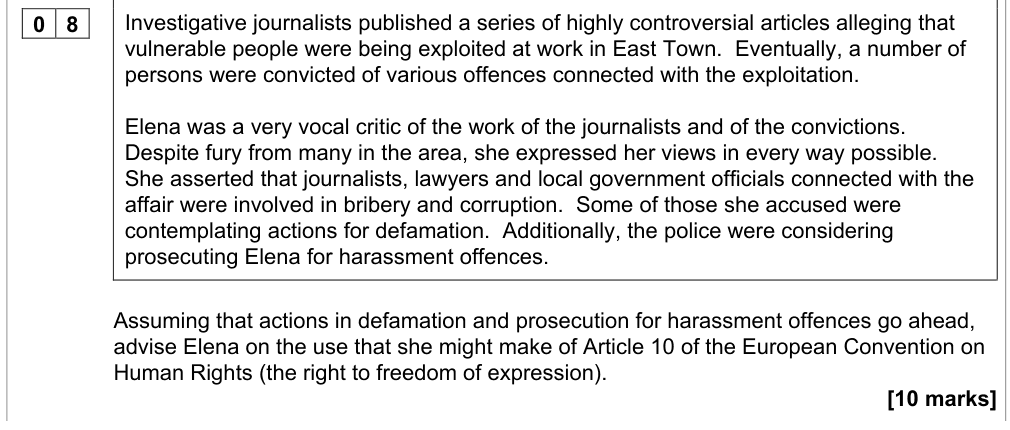 0 8
Investigative journalists published a series of highly controversial articles alleging that
vulnerable people were being exploited at work in East Town. Eventually, a number of
persons were convicted of various offences connected with the exploitation.
Elena was a very vocal critic of the work of the journalists and of the convictions.
Despite fury from many in the area, she expressed her views in every way possible.
She asserted that journalists, lawyers and local government officials connected with the
affair were involved in bribery and corruption. Some of those she accused were
contemplating actions for defamation. Additionally, the police were considering
prosecuting Elena for harassment offences.
Assuming that actions in defamation and prosecution for harassment offences go ahead,
advise Elena on the use that she might make of Article 10 of the European Convention on
Human Rights (the right to freedom of expression).
[10 marks]